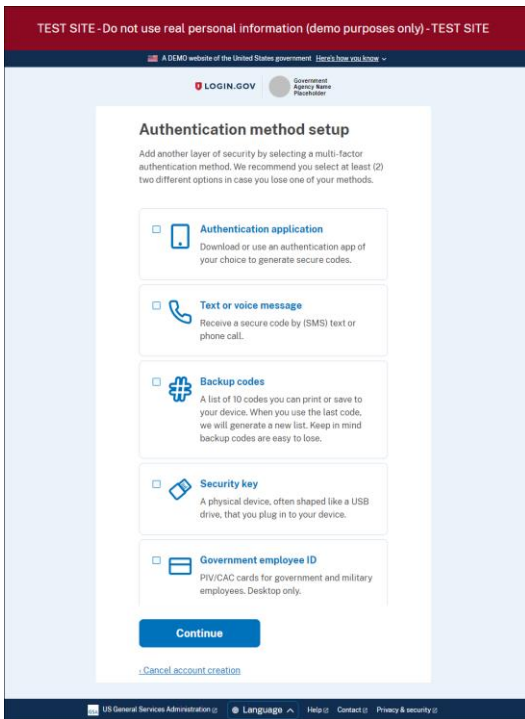 TEST SITE - Do not use real personal information (demo purposes only) - TEST SITE
A DEMO website of the United States government Here's how you know
LOGIN.GOV
Government
Agency Name
Placeholder
Authentication method setup
Add another layer of security by selecting a multi-factor
authentication method. We recommend you select at least (2)
two different options in case you lose one of your methods.
Authentication application
Download or use an authentication app of
your choice to generate secure codes.
Text or voice message
Receive a secure code by (SMS) text or
phone call.
Backup codes
A list of 10 codes you can print or save to
your device. When you use the last code,
we will generate a new list. Keep in mind
backup codes are easy to lose.
Security key
A physical device, often shaped like a USB
drive, that you plug in to your device.
Government employee ID
PIV/CAC cards for government and military
employees. Desktop only.
Continue
‹ Cancel account creation
GSA US General Services Administration Language Help Contact Privacy & security